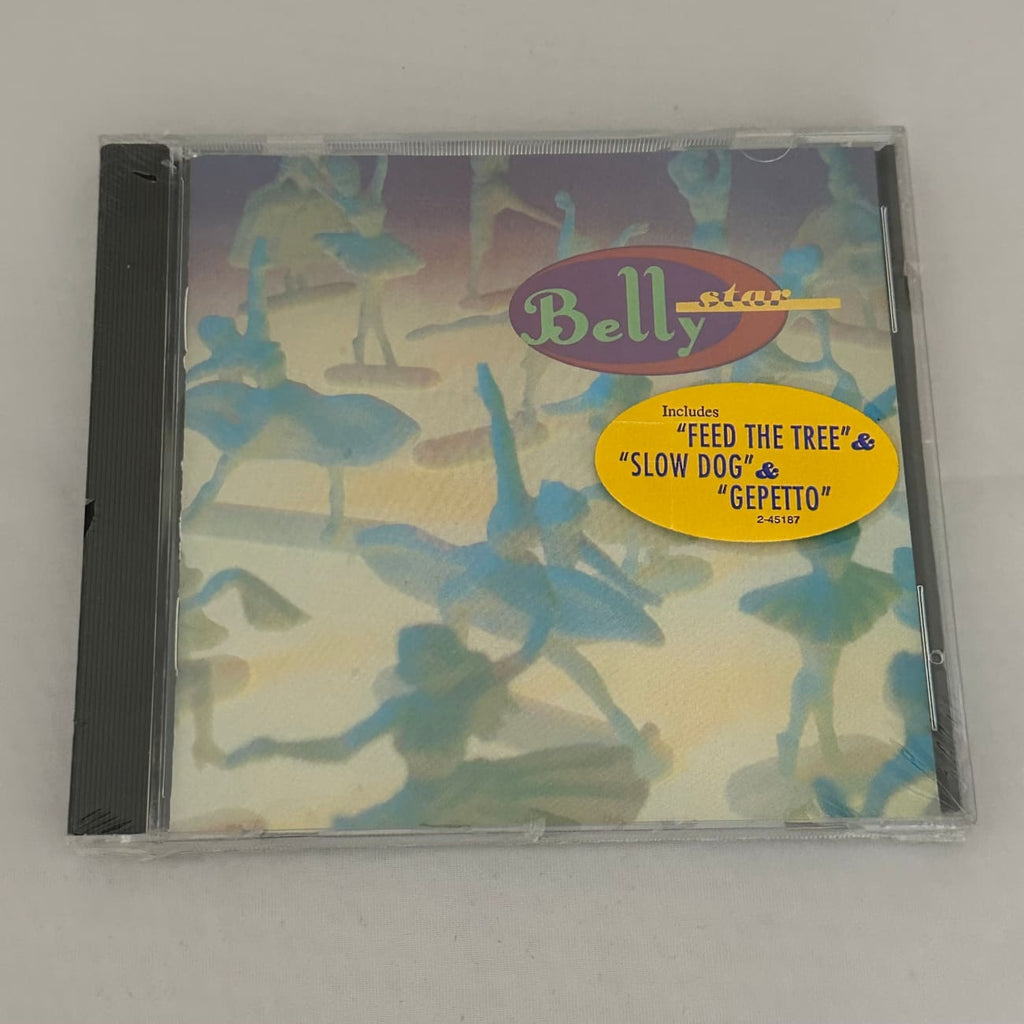 Belly
star
Includes
"FEED THE TREE" &
"SLOW DOG" &
"GEPETTO"
2-45187